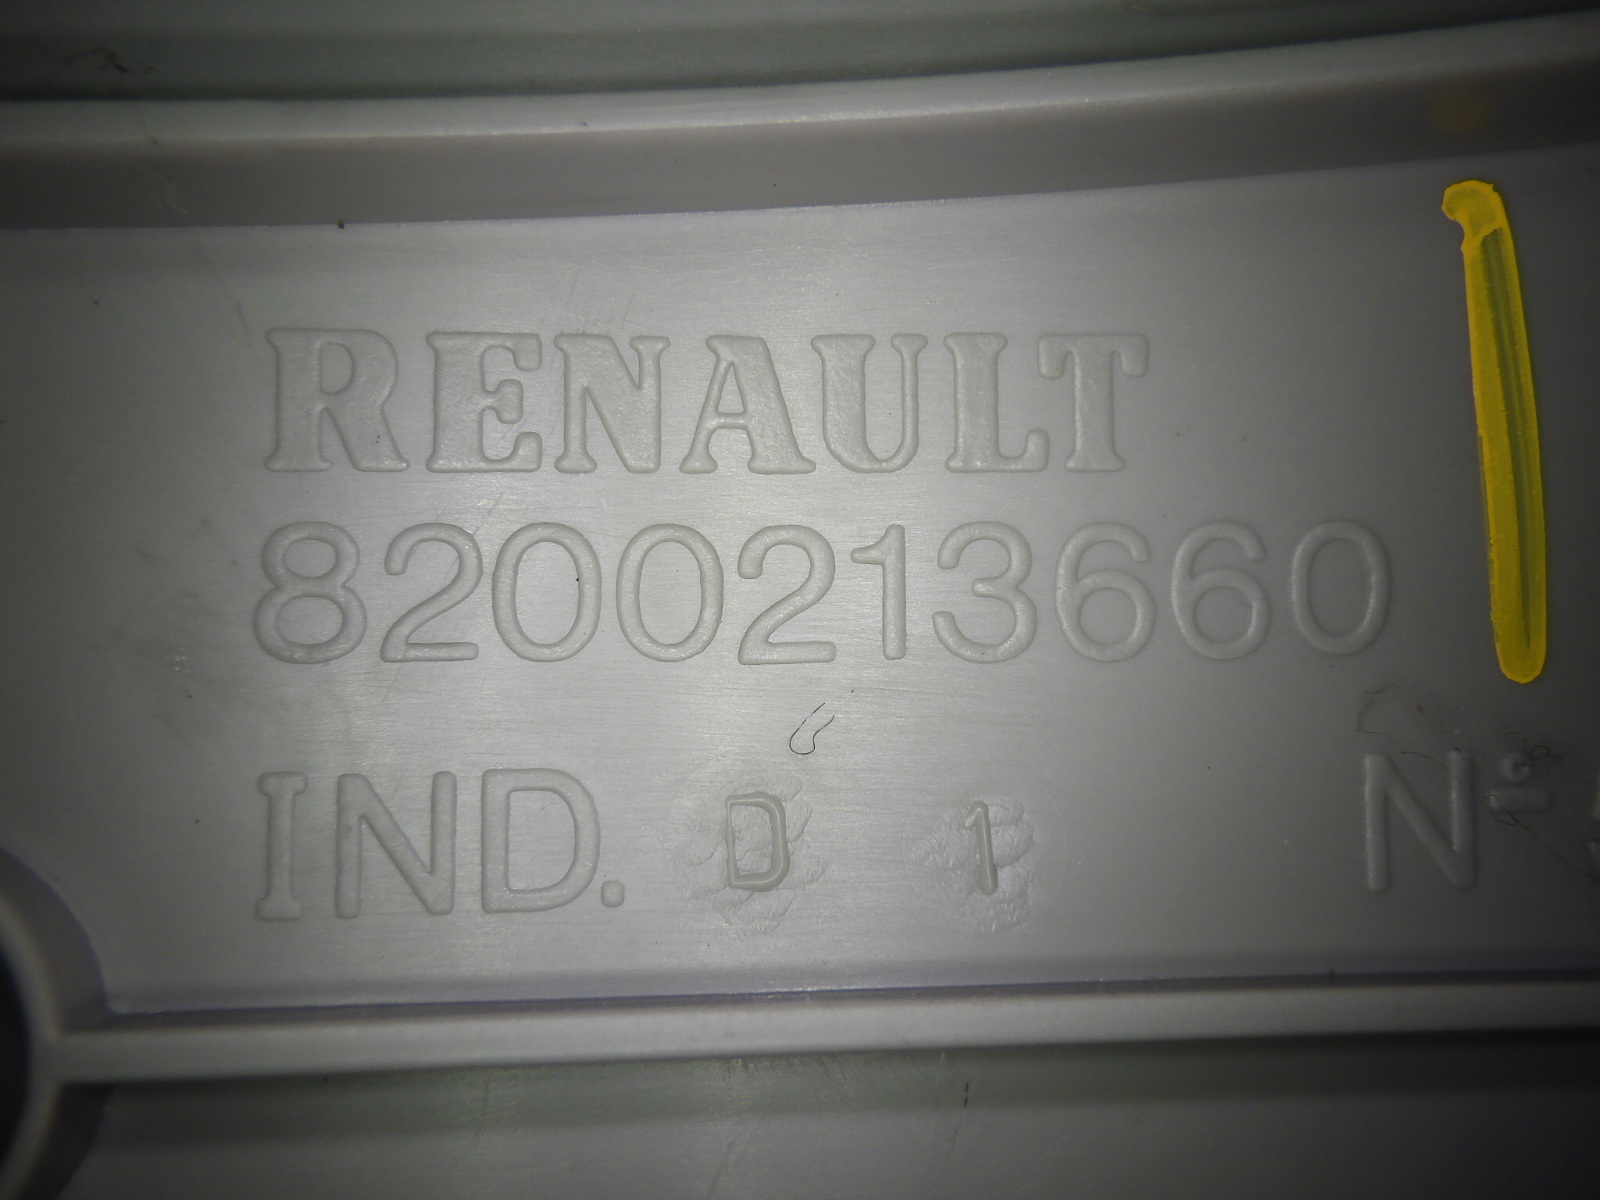 RENAULT
8200213660
IND. D 1 N°